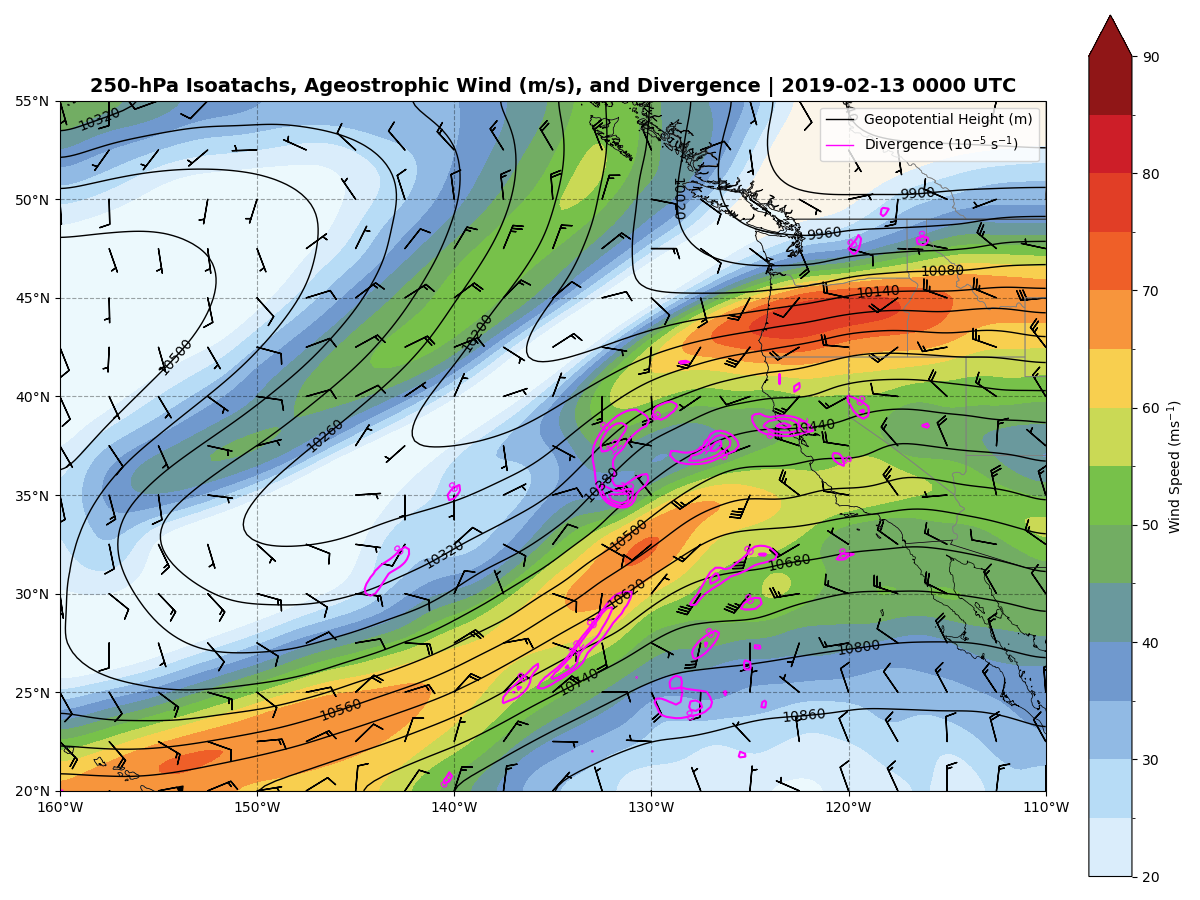 250-hPa Isoatachs, Ageostrophic Wind (m/s), and Divergence | 2019-02-13 0000 UTC
Geopotential Height (m)
Divergence (10⁻⁵ s⁻¹)
55°N
50°N
45°N
40°N
35°N
30°N
25°N
20°N
160°W
150°W
140°W
130°W
120°W
110°W
10320
10020
9900
9960
10080
10140
10500
10200
10260
10440
10380
10320
10500
10680
10620
10800
10740
10560
10860
90
80
70
60
50
40
30
20
Wind Speed (ms⁻¹)